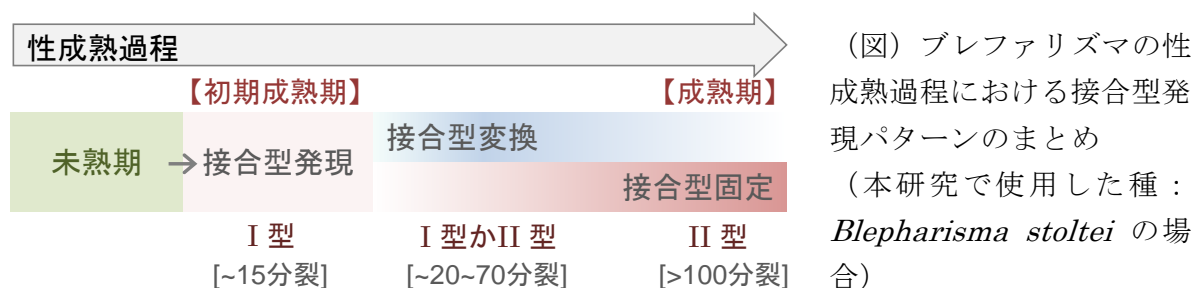 性成熟過程
【初期成熟期】
【成熟期】
未熟期
→接合型発現
接合型変換
接合型固定
I 型
I 型かII 型
II 型
[~15分裂]
[~20~70分裂]
[>100分裂]
（図）ブレファリズマの性
成熟過程における接合型発
現パターンのまとめ
（本研究で使用した種：
Blepharisma stoltei の場
合）